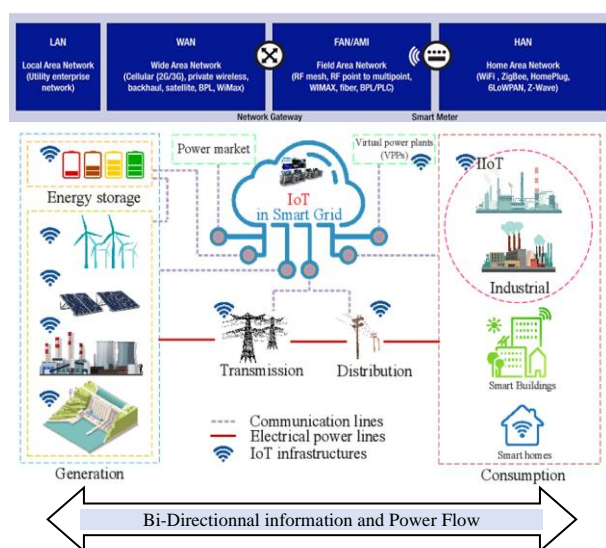 LAN
Local Area Network
(Utility enterprise
network)
WAN
Wide Area Network
(Cellular {2G/3G}, private wireless,
backhaul, satellite, BPL, WiMax)
FAN/AMI
Field Area Network
(RF mesh, RF point to multipoint,
WIMAX, fiber, BPL/PLC)
HAN
Home Area Network
(WiFi , ZigBee, HomePlug,
6LoWPAN, Z-Wave)
Network Gateway
Smart Meter
Energy storage
Power market
IoT
in Smart Grid
Virtual power plants
(VPPs)
IIoT
Industrial
Transmission
Distribution
Smart Buildings
Communication lines
Electrical power lines
IoT infrastructures
Smart homes
Generation
Consumption
Bi-Directionnal information and Power Flow